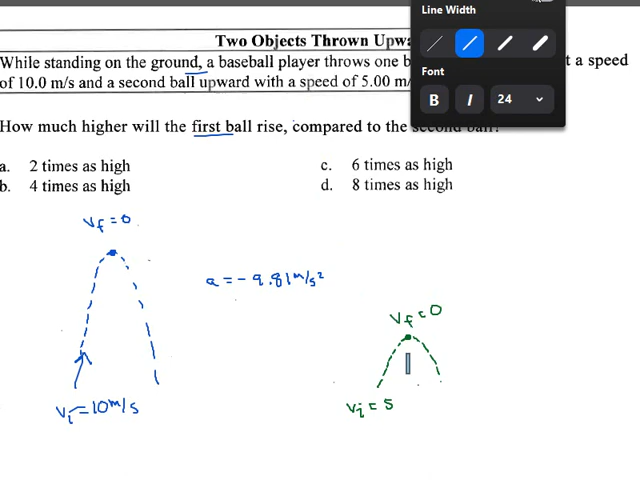 Line Width
Two Objects Thrown Upwa
Font
While standing on the ground, a baseball player throws one b t a speed
of 10.0 m/s and a second ball upward with a speed of 5.00 m/
B I 24
How much higher will the first ball rise, compared to the second ball?
a. 2 times as high
c. 6 times as high
b. 4 times as high
d. 8 times as high
Vf = 0
a = - 9.81 m/s²
Vf = 0
Vi = 10 m/s
Vi = 5